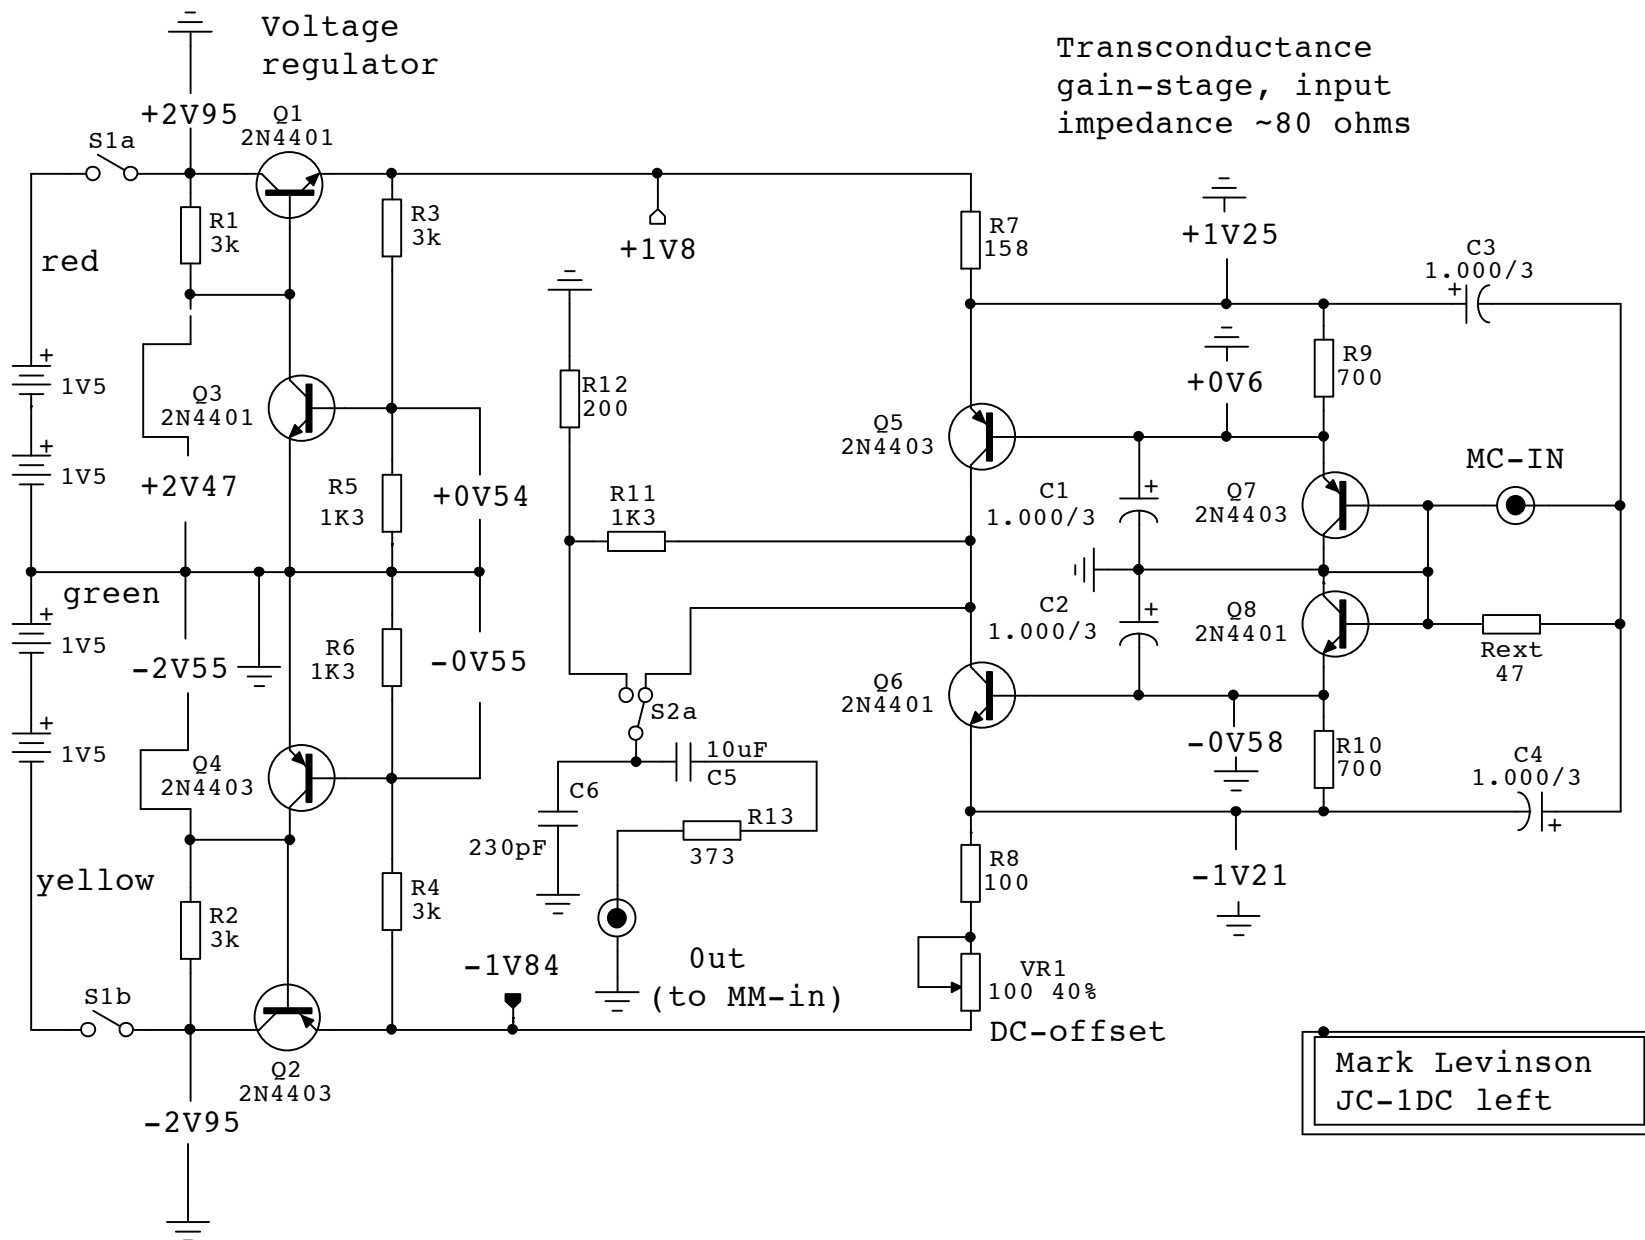 Voltage
regulator
Transconductance
gain-stage, input
impedance ~80 ohms
+2V95
Q1
2N4401
S1a
R1
3k
R3
3k
+1V8
R7
158
+1V25
C3
1.000/3
+
red
+
1V5
+
1V5
Q3
2N4401
+2V47
R5
1K3
+0V54
R12
200
R11
1K3
Q5
2N4403
+0V6
R9
700
MC-IN
C1
1.000/3
+
Q7
2N4403
green
+
1V5
-2V55
R6
1K3
-0V55
C2
1.000/3
+
Q8
2N4401
Rext
47
+
1V5
Q4
2N4403
S2a
Q6
2N4401
-0V58
R10
700
C4
1.000/3
+
10uF
C5
C6
230pF
R13
373
R8
100
-1V21
yellow
R2
3k
R4
3k
-1V84
0ut
(to MM-in)
VR1
100 40%
DC-offset
S1b
Q2
2N4403
-2V95
Mark Levinson
JC-1DC left